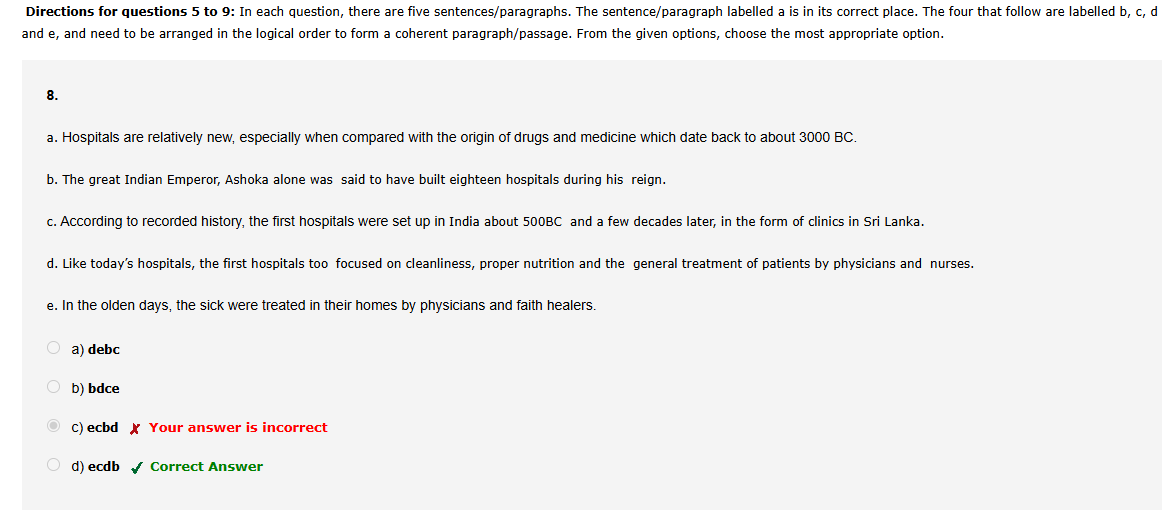 Directions for questions 5 to 9: In each question, there are five sentences/paragraphs. The sentence/paragraph labelled a is in its correct place. The four that follow are labelled b, c, d
and e, and need to be arranged in the logical order to form a coherent paragraph/passage. From the given options, choose the most appropriate option.
8.
a. Hospitals are relatively new, especially when compared with the origin of drugs and medicine which date back to about 3000 BC.
b. The great Indian Emperor, Ashoka alone was said to have built eighteen hospitals during his reign.
c. According to recorded history, the first hospitals were set up in India about 500BC and a few decades later, in the form of clinics in Sri Lanka.
d. Like today's hospitals, the first hospitals too focused on cleanliness, proper nutrition and the general treatment of patients by physicians and nurses.
e. In the olden days, the sick were treated in their homes by physicians and faith healers.
a) debc
b) bdce
c) ecbd ✗ Your answer is incorrect
d) ecdb ✓ Correct Answer